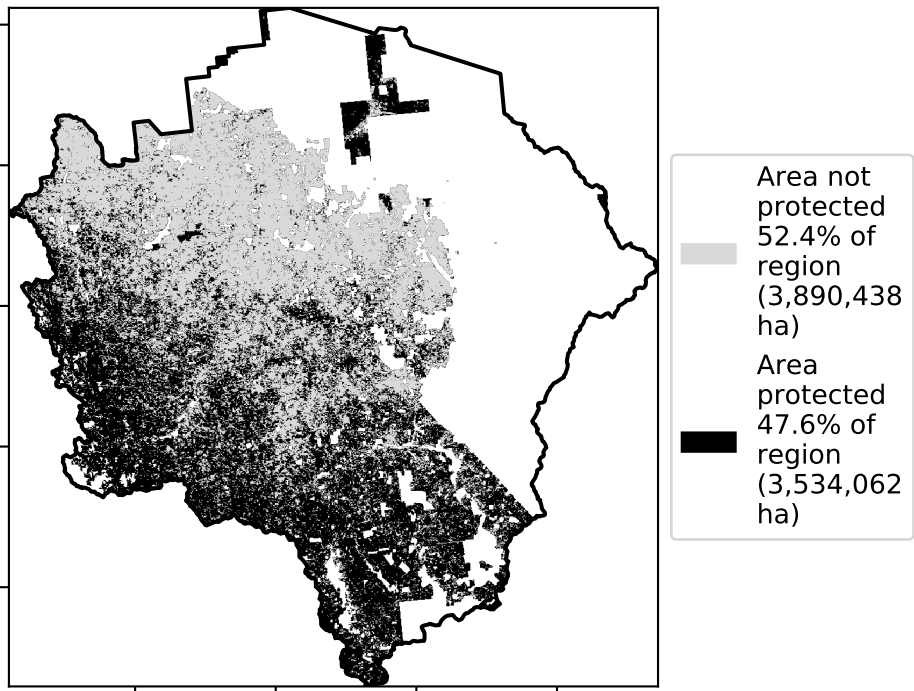 Area not
protected
52.4% of
region
(3,890,438
ha)
Area
protected
47.6% of
region
(3,534,062
ha)